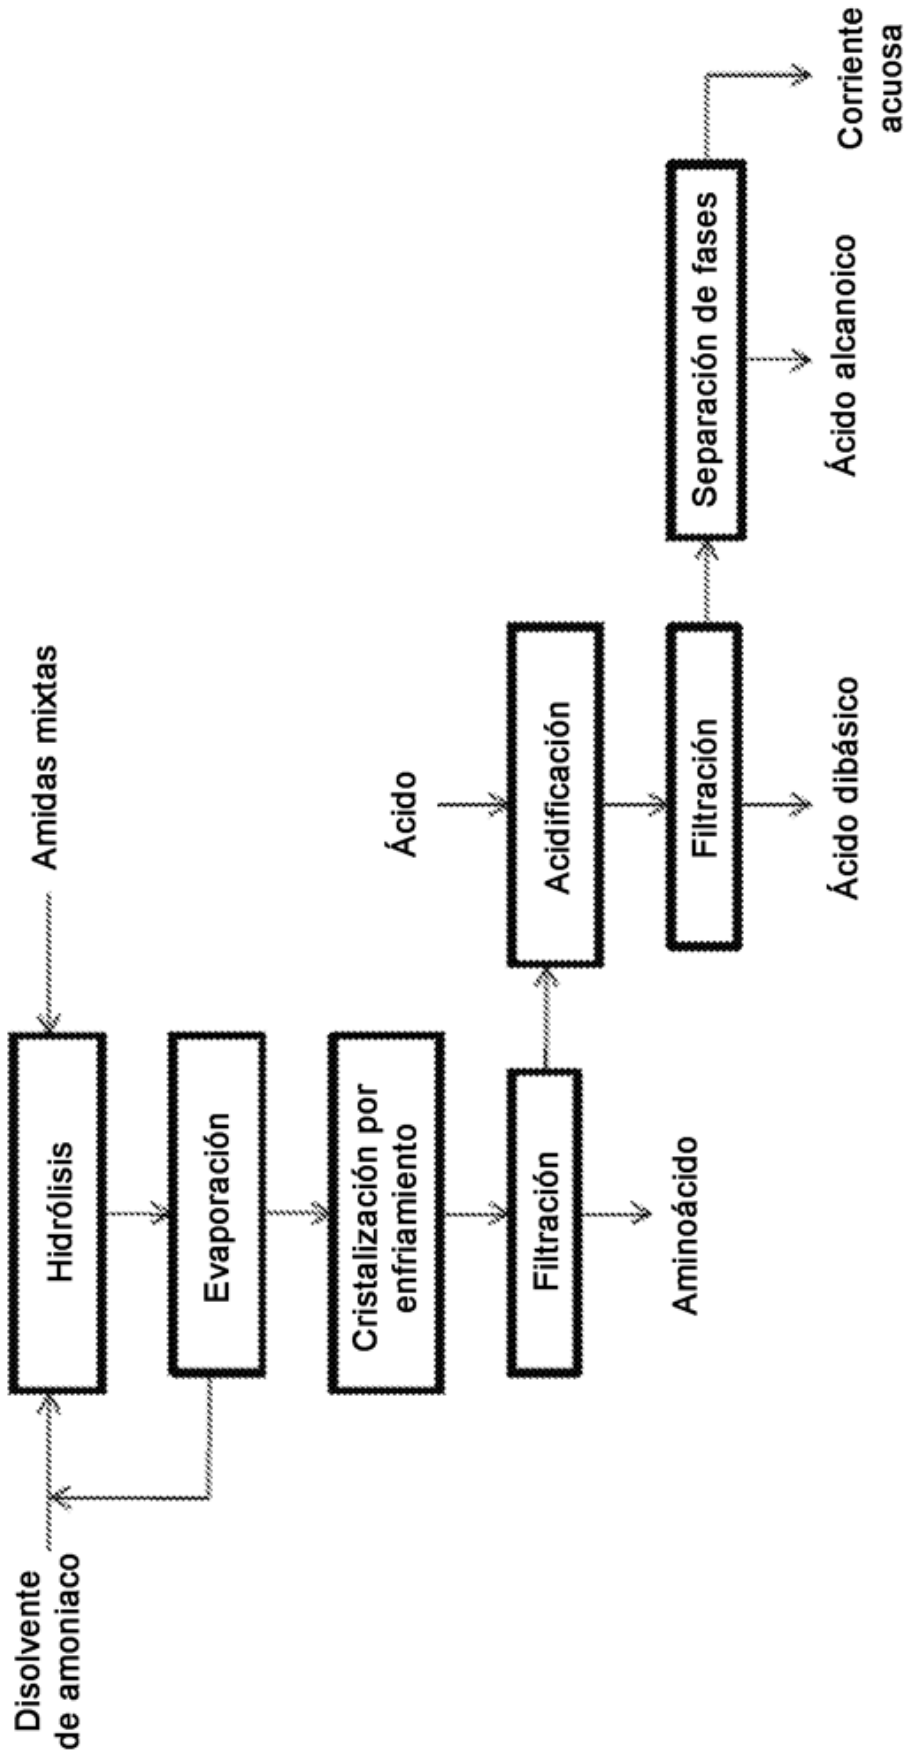 Disolvente
de amoniaco
Hidrólisis
Amidas mixtas
Evaporación
Cristalización por
enfriamiento
Filtración
Aminoácido
Ácido
Acidificación
Filtración
Ácido dibásico
Separación de fases
Ácido alcanoico
Corriente
acuosa